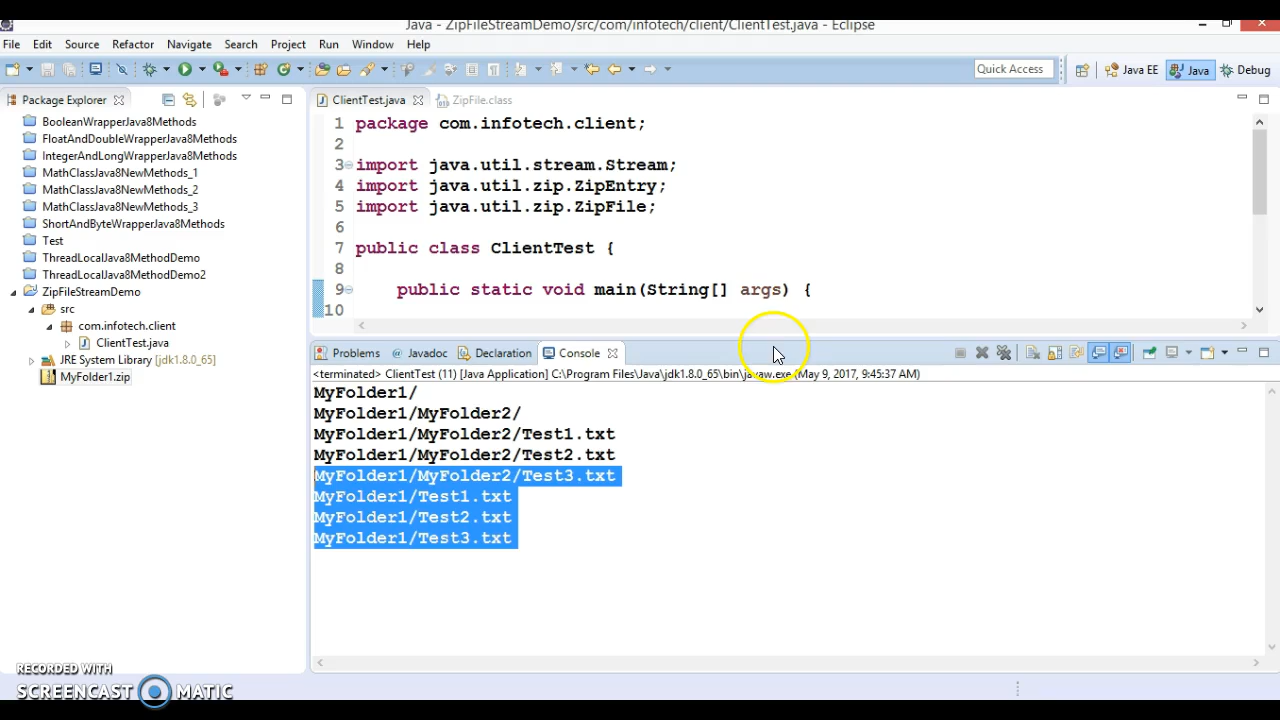 Java - ZipFileStreamDemo/src/com/infotech/client/ClientTest.java - Eclipse
File Edit Source Refactor Navigate Search Project Run Window Help
Quick Access
Java EE
Java
Debug
Package Explorer
BooleanWrapperJava8Methods
FloatAndDoubleWrapperJava8Methods
IntegerAndLongWrapperJava8Methods
MathClassJava8NewMethods_1
MathClassJava8NewMethods_2
MathClassJava8NewMethods_3
ShortAndByteWrapperJava8Methods
Test
ThreadLocalJava8MethodDemo
ThreadLocalJava8MethodDemo2
ZipFileStreamDemo
src
com.infotech.client
ClientTest.java
JRE System Library [jdk1.8.0_65]
MyFolder1.zip
ClientTest.java ZipFile.class
1 package com.infotech.client;
2
3 import java.util.stream.Stream;
4 import java.util.zip.ZipEntry;
5 import java.util.zip.ZipFile;
6
7 public class ClientTest {
8
9 public static void main(String[] args) {
10
Problems @ Javadoc Declaration Console
<terminated> ClientTest (11) [Java Application] C:\Program Files\Java\jdk1.8.0_65\bin\javaw.exe (May 9, 2017, 9:45:37 AM)
MyFolder1/
MyFolder1/MyFolder2/
MyFolder1/MyFolder2/Test1.txt
MyFolder1/MyFolder2/Test2.txt
MyFolder1/MyFolder2/Test3.txt
MyFolder1/Test1.txt
MyFolder1/Test2.txt
MyFolder1/Test3.txt
RECORDED WITH
SCREENCAST MATIC